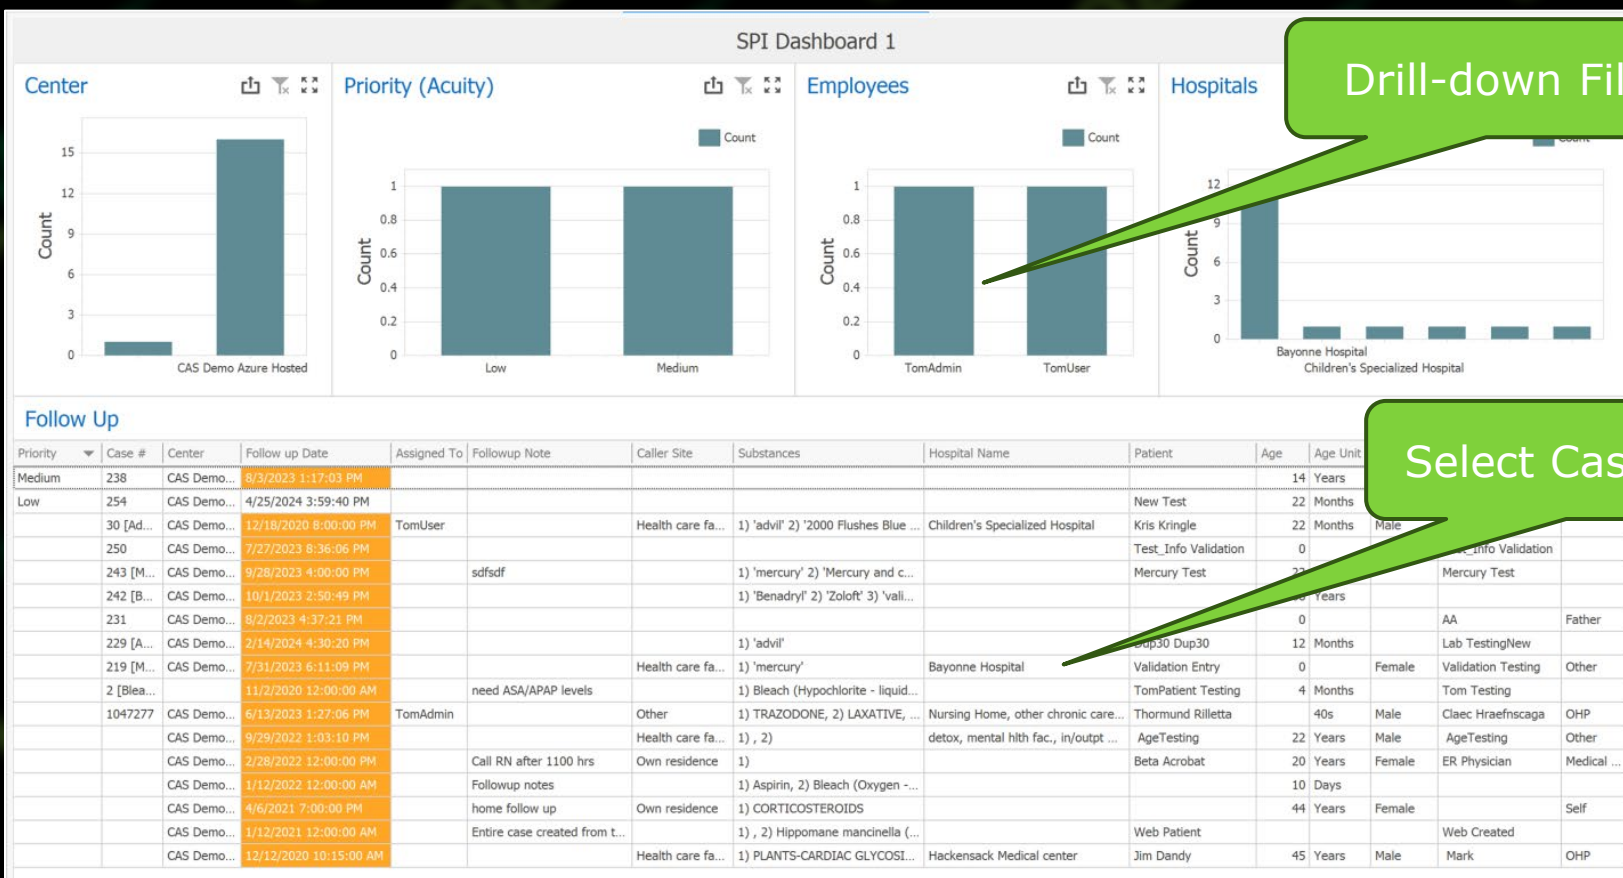 SPI Dashboard 1
Drill-down Fil
Center
Priority (Acuity)
Employees
Hospitals
Count
15
12
9
6
3
0
CAS Demo Azure Hosted
Count
Count
1
0.8
0.6
0.4
0.2
0
Low
Medium
Count
Count
1
0.8
0.6
0.4
0.2
0
TomAdmin
TomUser
Count
Count
12
9
6
3
0
Bayonne Hospital
Children's Specialized Hospital
Follow Up
Select Cas
Priority Case # Center Follow up Date Assigned To Followup Note Caller Site Substances Hospital Name Patient Age Age Unit
Medium 238 CAS Demo... 8/3/2023 1:17:03 PM 14 Years
Low 254 CAS Demo... 4/25/2024 3:59:40 PM New Test 22 Months
30 [Ad... CAS Demo... 12/18/2020 8:00:00 PM TomUser Health care fa... 1) 'advil' 2) '2000 Flushes Blue ... Children's Specialized Hospital Kris Kringle 22 Months Male
250 CAS Demo... 7/27/2023 8:36:06 PM Test_Info Validation 0 Info Validation
243 [M... CAS Demo... 9/28/2023 4:00:00 PM sdfsdf 1) 'mercury' 2) 'Mercury and c... Mercury Test Mercury Test
242 [B... CAS Demo... 10/1/2023 2:50:49 PM 1) 'Benadryl' 2) 'Zoloft' 3) 'vali... Years
231 CAS Demo... 8/2/2023 4:37:21 PM 0 AA Father
229 [A... CAS Demo... 2/14/2024 4:30:20 PM 1) 'advil' Dup30 Dup30 12 Months Lab TestingNew
219 [M... CAS Demo... 7/31/2023 6:11:09 PM Health care fa... 1) 'mercury' Bayonne Hospital Validation Entry 0 Female Validation Testing Other
2 [Blea... 11/2/2020 12:00:00 AM need ASA/APAP levels 1) Bleach (Hypochlorite - liquid... TomPatient Testing 4 Months Tom Testing
1047277 CAS Demo... 6/13/2023 1:27:06 PM TomAdmin Other 1) TRAZODONE, 2) LAXATIVE, ... Nursing Home, other chronic care... Thormund Rilletta 40s Male Claec Hraefnscaga OHP
CAS Demo... 9/29/2022 1:03:10 PM Health care fa... 1) , 2) detox, mental hlth fac., in/outpt ... AgeTesting 22 Years Male AgeTesting Other
CAS Demo... 2/28/2022 12:00:00 PM Call RN after 1100 hrs Own residence 1) Beta Acrobat 20 Years Female ER Physician Medical ...
CAS Demo... 1/12/2022 12:00:00 AM Followup notes 1) Aspirin, 2) Bleach (Oxygen -... 10 Days
CAS Demo... 4/6/2021 7:00:00 PM home follow up Own residence 1) CORTICOSTEROIDS 44 Years Female Self
CAS Demo... 1/12/2021 12:00:00 AM Entire case created from t... 1) , 2) Hippomane mancinella (... Web Patient Web Created
CAS Demo... 12/12/2020 10:15:00 AM Health care fa... 1) PLANTS-CARDIAC GLYCOSI... Hackensack Medical center Jim Dandy 45 Years Male Mark OHP